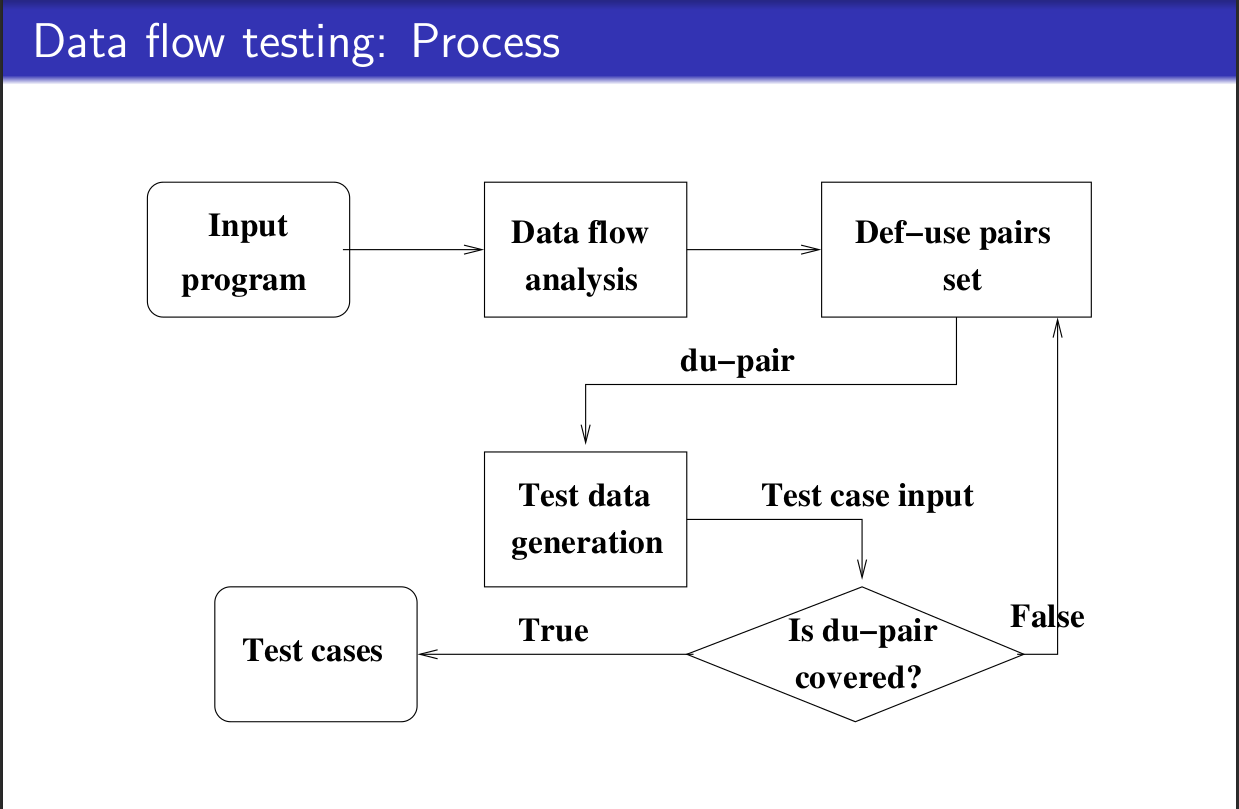 Data flow testing: Process
Input
program
Data flow
analysis
Def−use pairs
set
du−pair
Test data
generation
Test case input
Test cases
True
Is du−pair
covered?
False